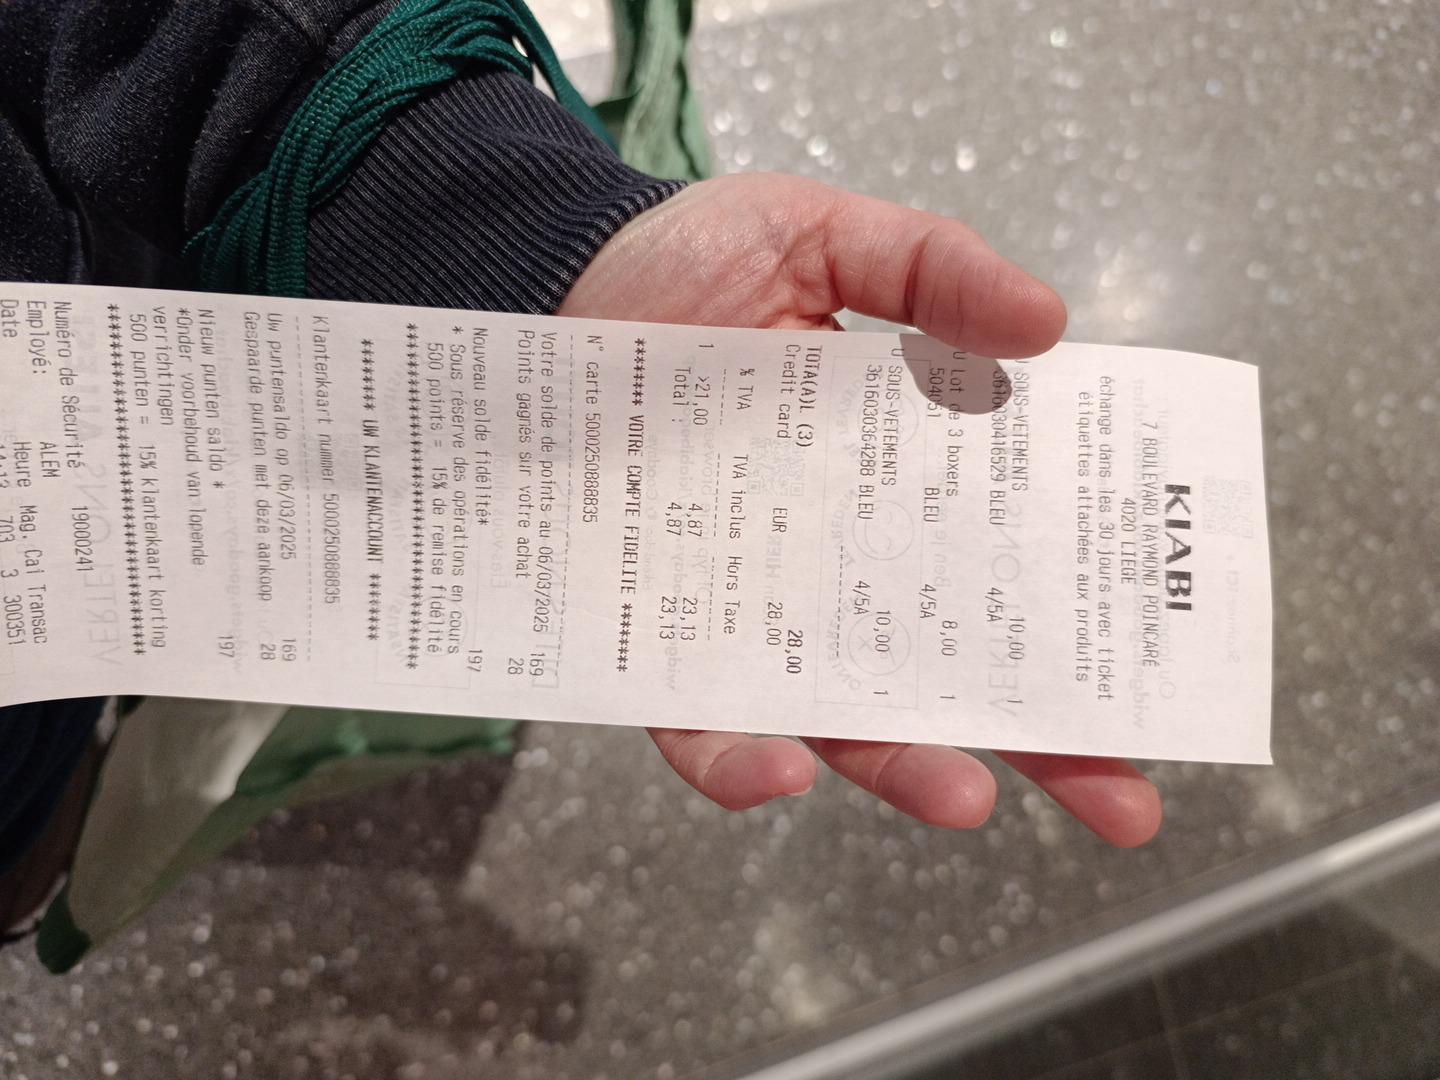 KIABI
7 BOULEVARD RAYMOND POINCARE
4020 LIEGE
échange dans les 30 jours avec ticket
étiquettes attachées aux produits
U SOUS-VETEMENTS 10,00 1
3616030416529 BLEU 4/5A
U Lot de 3 boxers 8,00 1
504051 BLEU 4/5A
U SOUS-VETEMENTS 10,00 1
3616030364288 BLEU 4/5A
TOTA(A)L (3) EUR 28,00
Credit card 28,00
% TVA TVA inclus Hors Taxe
1 >21,00 4,87 23,13
Total : 4,87 23,13
******* VOTRE COMPTE FIDELITE *******
N° carte 5000250888835
Votre solde de points au 06/03/2025 169
Points gagnés sur votre achat 28
Nouveau solde fidélité* 197
* Sous réserve des opérations en cours
500 points = 15% de remise fidélité
******** UW KLANTENACCOUNT ********
Klantenkaart nummer 5000250888835
Uw puntensaldo op 06/03/2025 169
Gespaarde punten met deze aankoop 28
Nieuw punten saldo * 197
*Onder voorbehoud van lopende
verrichtingen
500 punten = 15% klantenkaart korting
Numéro de Sécurité 19000241
Employé: ALEM
Date Heure Mag. Cai Transac
703 3 300351